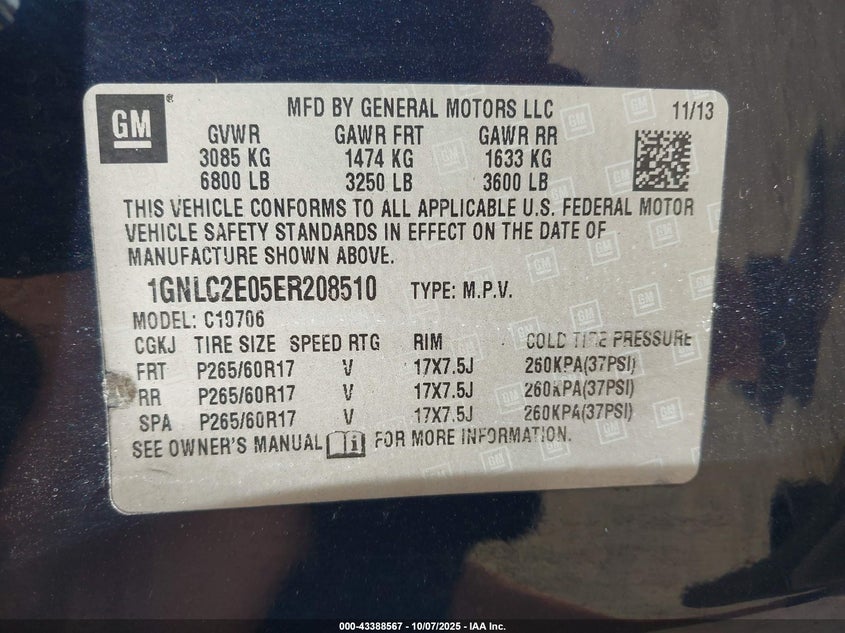 GM ®
MFD BY GENERAL MOTORS LLC 11/13
GVWR GAWR FRT GAWR RR
3085 KG 1474 KG 1633 KG
6800 LB 3250 LB 3600 LB
THIS VEHICLE CONFORMS TO ALL APPLICABLE U.S. FEDERAL MOTOR
VEHICLE SAFETY STANDARDS IN EFFECT ON THE DATE OF
MANUFACTURE SHOWN ABOVE.
1GNLC2E05ER208510 TYPE: M.P.V.
MODEL: C10706
CGKJ TIRE SIZE SPEED RTG RIM COLD TIRE PRESSURE
FRT P265/60R17 V 17X7.5J 260KPA(37PSI)
RR P265/60R17 V 17X7.5J 260KPA(37PSI)
SPA P265/60R17 V 17X7.5J 260KPA(37PSI)
SEE OWNER'S MANUAL FOR MORE INFORMATION.
000-43388567 - 10/07/2025 - IAA Inc.